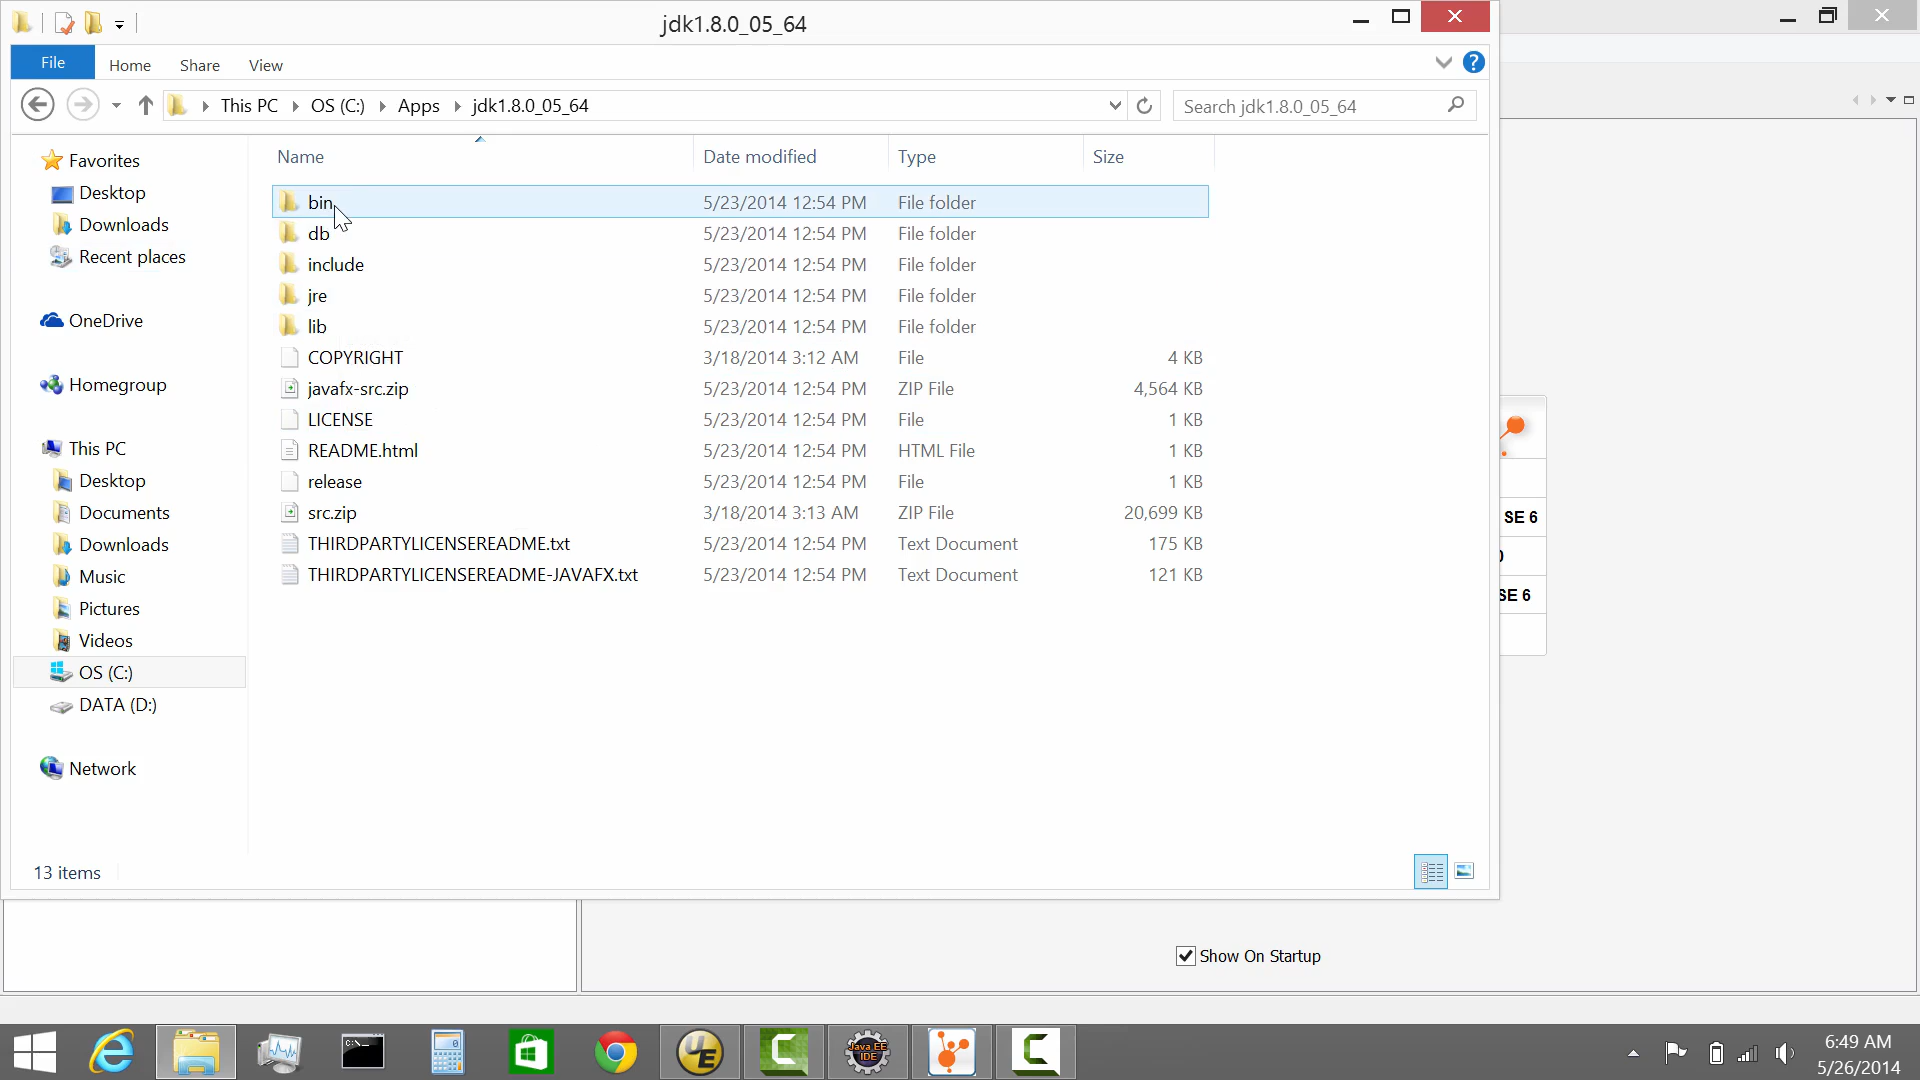 jdk1.8.0_05_64
File Home Share View
This PC OS (C:) Apps jdk1.8.0_05_64 Search jdk1.8.0_05_64
Name Date modified Type Size
Favorites
Desktop
Downloads
Recent places
OneDrive
Homegroup
This PC
Desktop
Documents
Downloads
Music
Pictures
Videos
OS (C:)
DATA (D:)
Network
bin 5/23/2014 12:54 PM File folder
db 5/23/2014 12:54 PM File folder
include 5/23/2014 12:54 PM File folder
jre 5/23/2014 12:54 PM File folder
lib 5/23/2014 12:54 PM File folder
COPYRIGHT 3/18/2014 3:12 AM File 4 KB
javafx-src.zip 5/23/2014 12:54 PM ZIP File 4,564 KB
LICENSE 5/23/2014 12:54 PM File 1 KB
README.html 5/23/2014 12:54 PM HTML File 1 KB
release 5/23/2014 12:54 PM File 1 KB
src.zip 3/18/2014 3:13 AM ZIP File 20,699 KB
THIRDPARTYLICENSEREADME.txt 5/23/2014 12:54 PM Text Document 175 KB
THIRDPARTYLICENSEREADME-JAVAFX.txt 5/23/2014 12:54 PM Text Document 121 KB
SE 6
SE 6
13 items
Show On Startup
C:\_
0
UE
C
Java EE
IDE
C
6:49 AM
5/26/2014